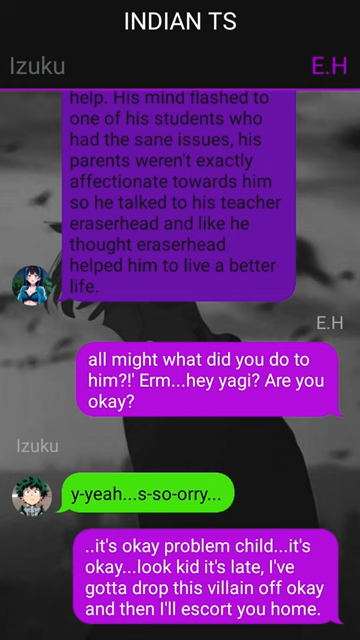 INDIAN TS
Izuku
E.H
help. His mind flashed to
one of his students who
had the sane issues, his
parents weren't exactly
affectionate towards him
so he talked to his teacher
eraserhead and like he
thought eraserhead
helped him to live a better
life.
E.H
all might what did you do to
him?!' Erm...hey yagi? Are you
okay?
Izuku
y-yeah...s-so-orry...
..it's okay problem child...it's
okay...look kid it's late, I've
gotta drop this villain off okay
and then I'll escort you home.